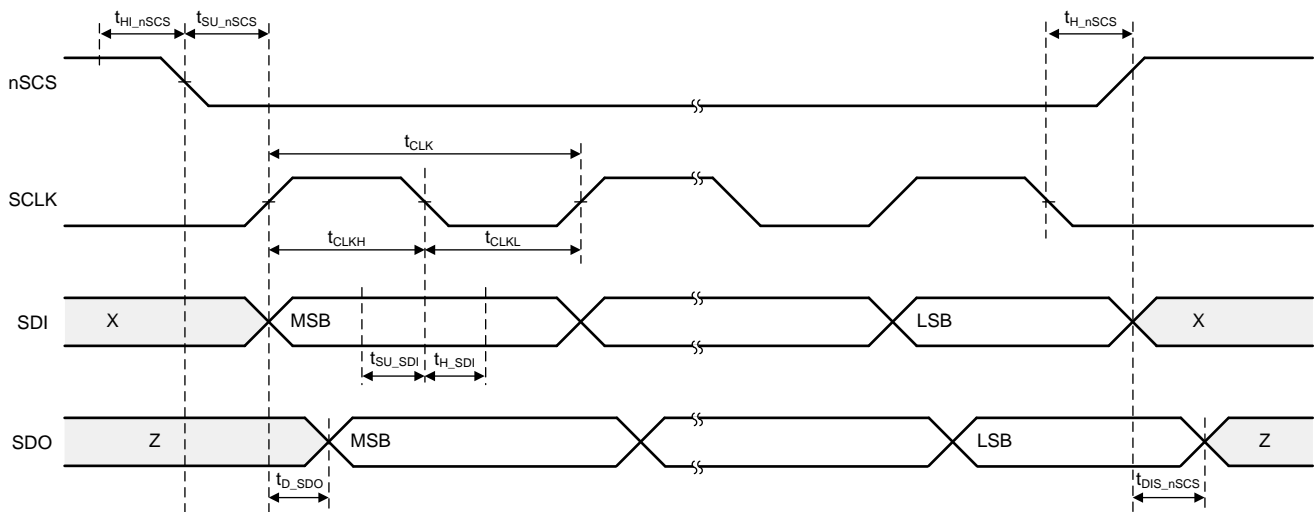 tHI_nSCS tSU_nSCS tH_nSCS
nSCS
tCLK
SCLK
tCLKH tCLKL
SDI X MSB LSB X
tSU_SDI tH_SDI
SDO Z MSB LSB Z
tD_SDO tDIS_nSCS